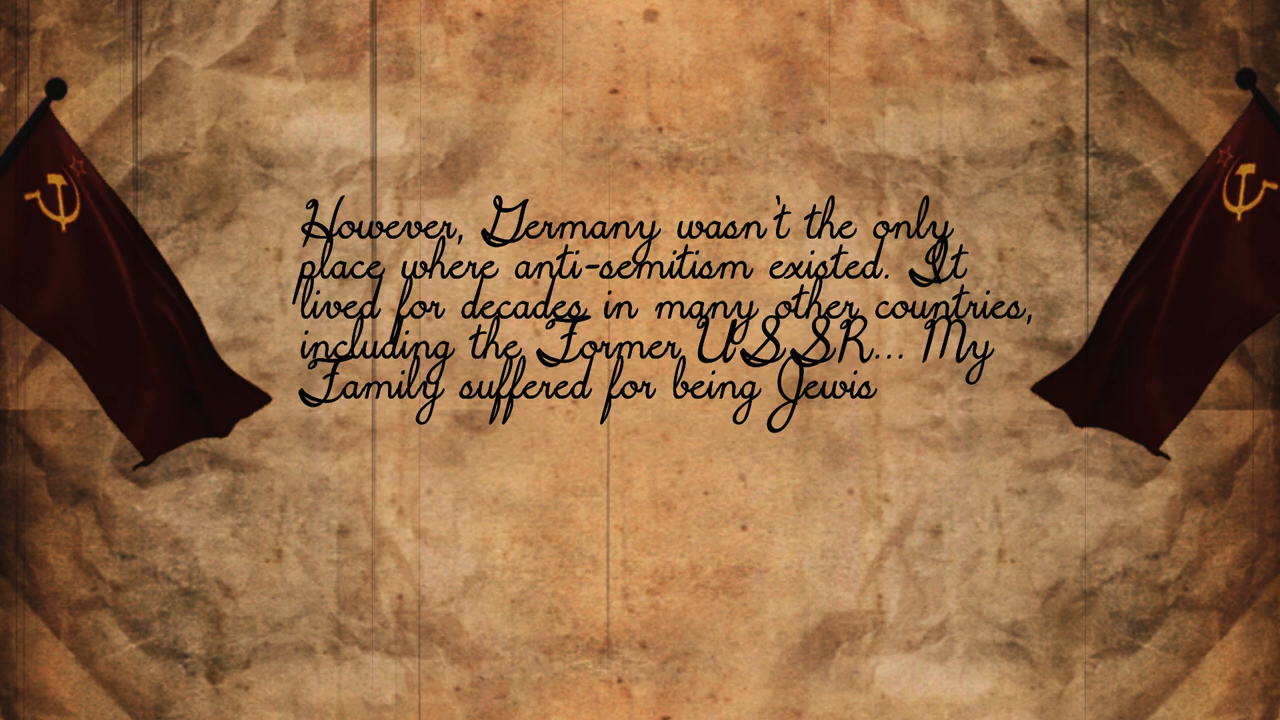 However, Germany wasn't the only
place where anti-semitism existed. It
lived for decades in many other countries,
including the Former USSR... My
Family suffered for being Jewis